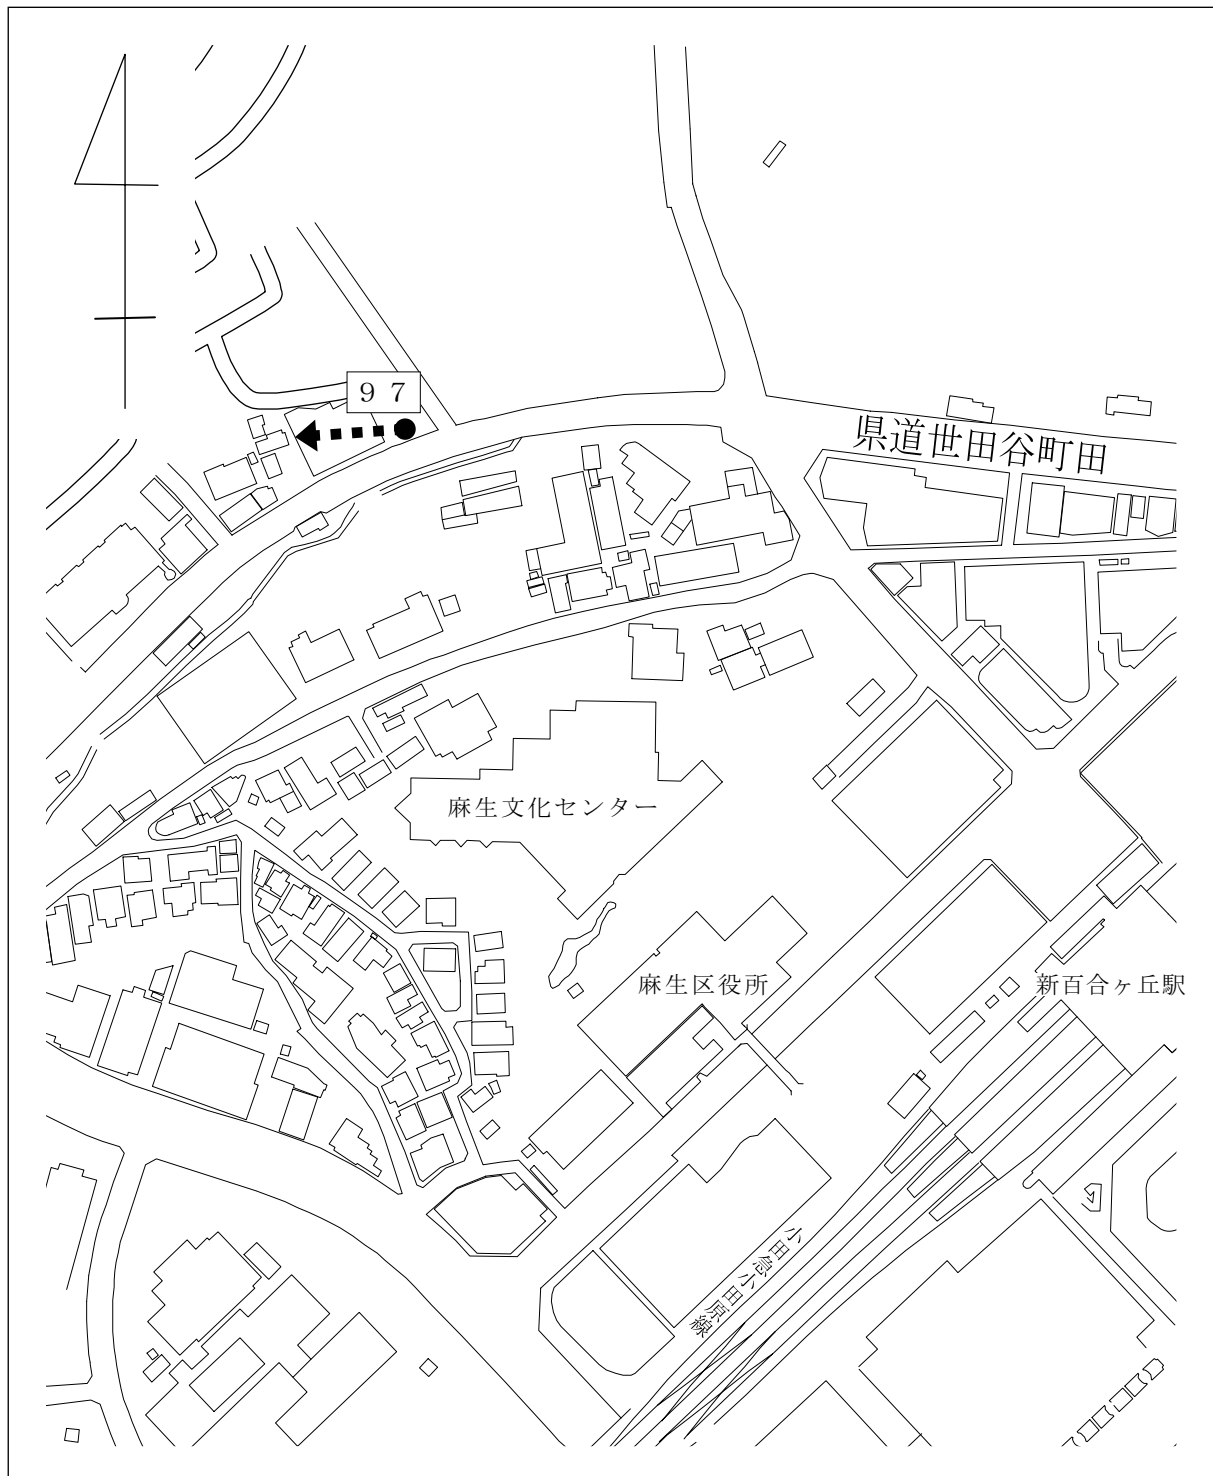 ９７
県道世田谷町田
麻生文化センター
麻生区役所
新百合ヶ丘駅
小田急小田原線